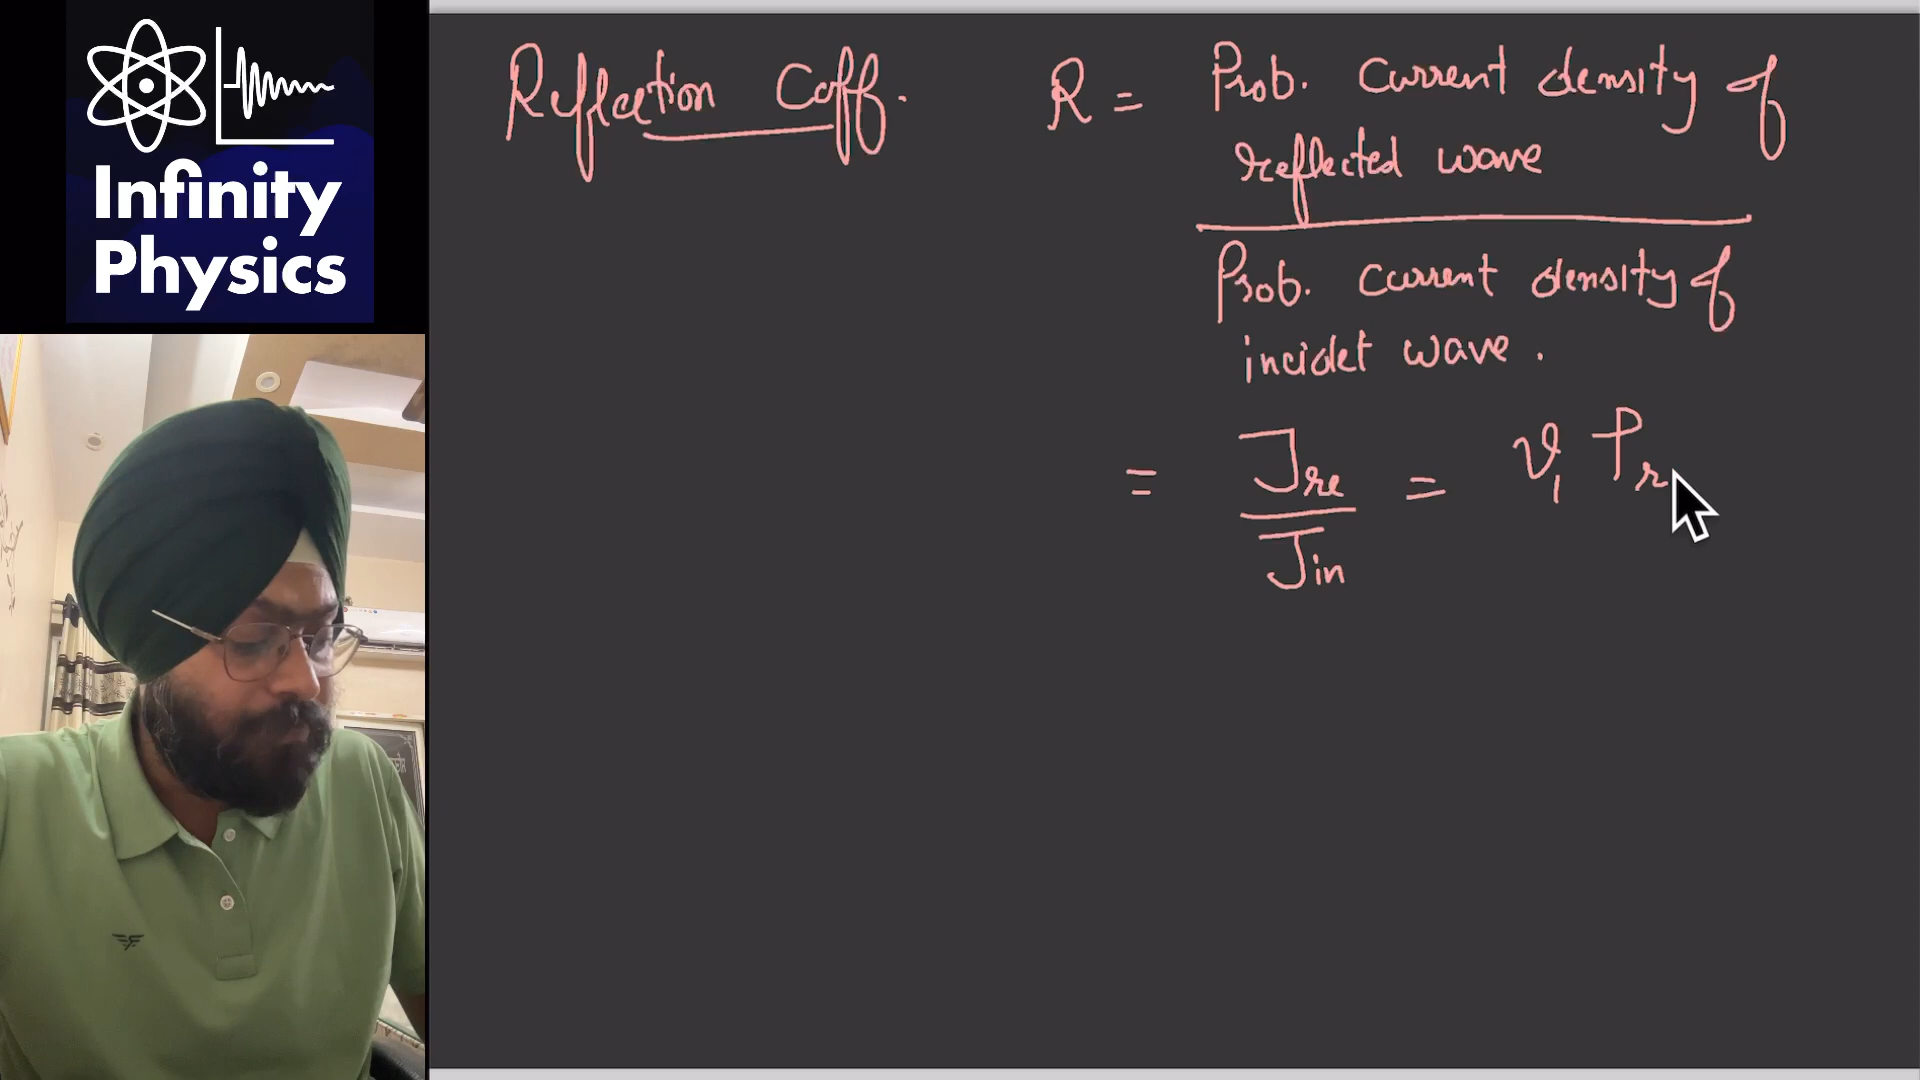 Infinity
Physics
Reflection Coff. R = Prob. Current density of
reflected wave
Prob. Current density of
incidet wave.
= Jre / Jin = v1 Pr